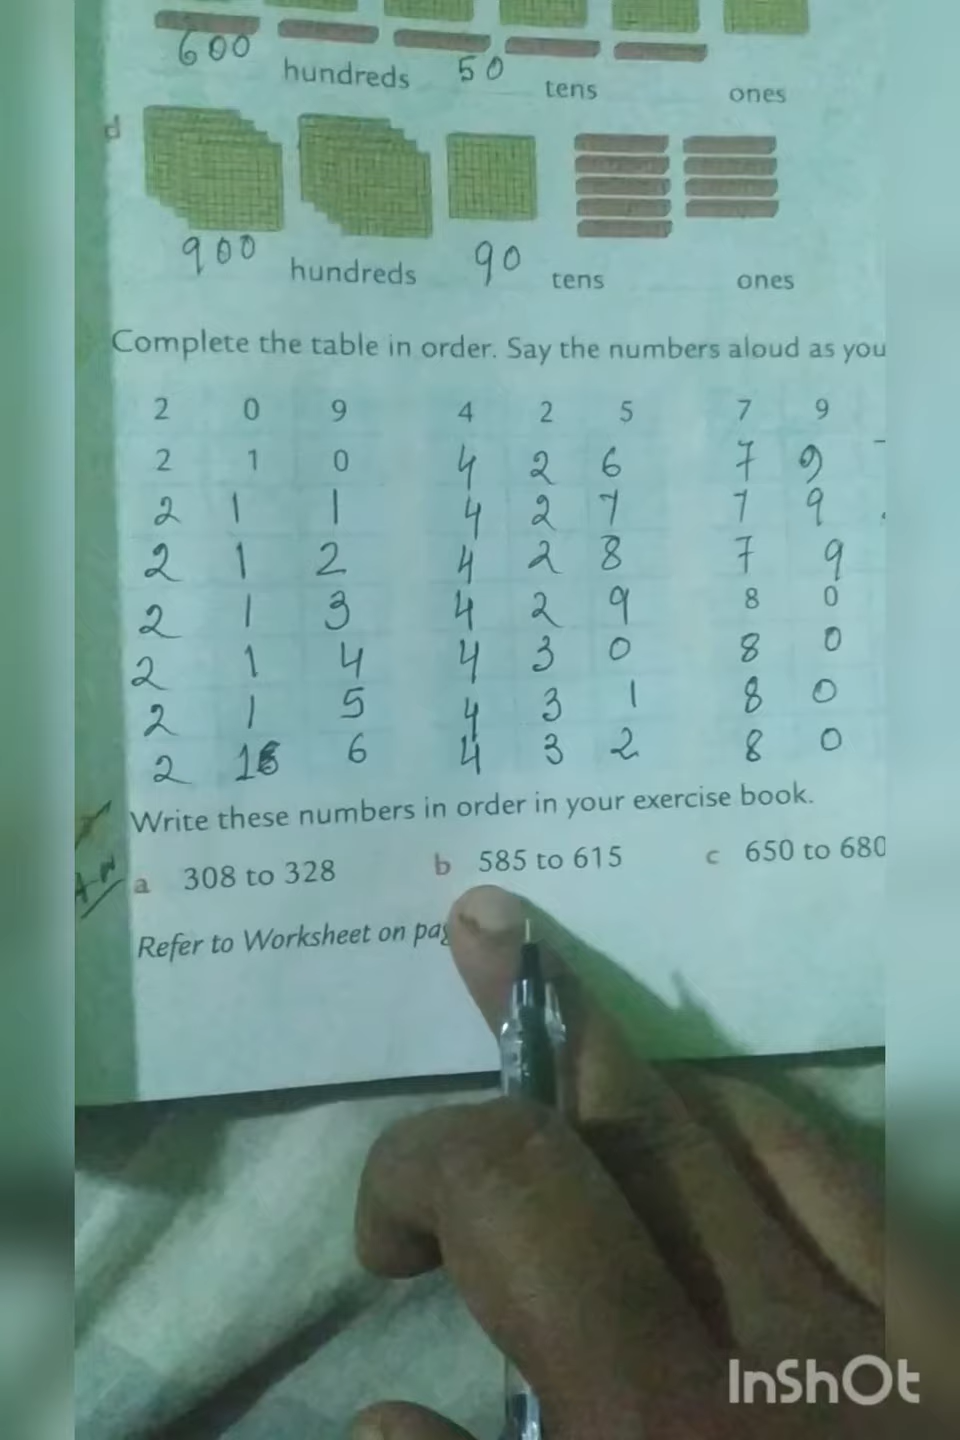 600 hundreds 50 tens ones
d
900 hundreds 90 tens ones
Complete the table in order. Say the numbers aloud as you
2 0 9 4 2 5 7 9
2 1 0 4 2 6 7 9
2 1 1 4 2 7 7 9
2 1 2 4 2 8 7 9
2 1 3 4 2 9 8 0
2 1 4 4 3 0 8 0
2 1 5 4 3 1 8 0
2 1 6 4 3 2 8 0
Write these numbers in order in your exercise book.
a 308 to 328 b 585 to 615 c 650 to 680
Refer to Worksheet on
InShOt